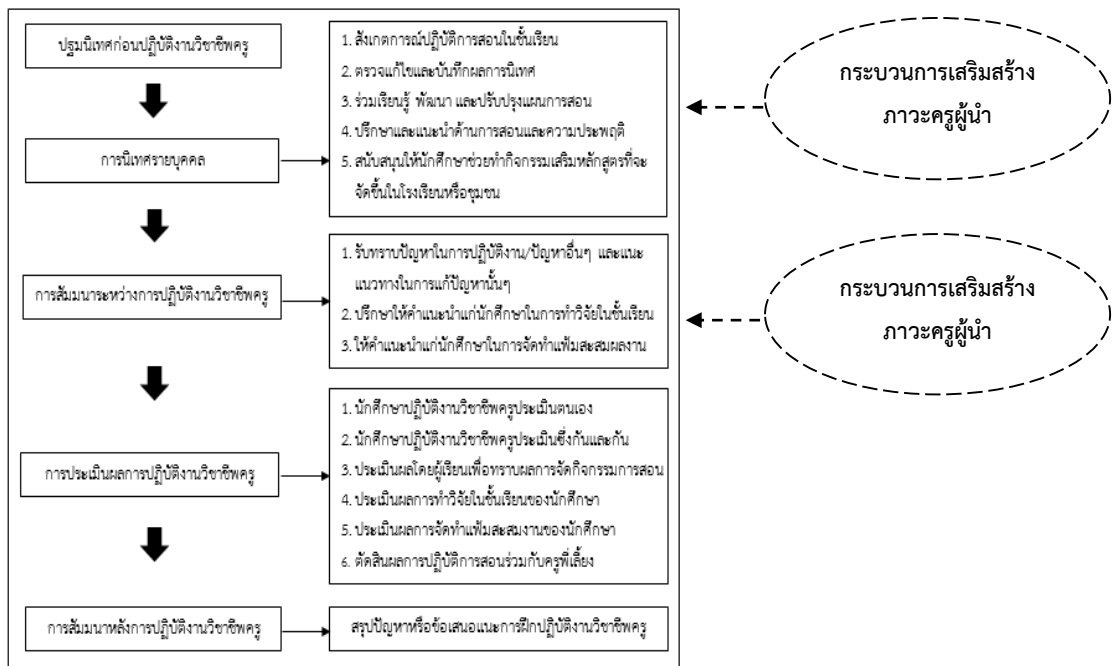 ปฐมนิเทศก่อนปฏิบัติงานวิชาชีพครู
1. สังเกตการณ์ปฏิบัติการสอนในชั้นเรียน
2. ตรวจแก้ไขและบันทึกผลการนิเทศ
3. ร่วมเรียนรู้ พัฒนา และปรับปรุงแผนการสอน
4. ปรึกษาและแนะนำด้านการสอนและความประพฤติ
5. สนับสนุนให้นักศึกษาช่วยทำกิจกรรมเสริมหลักสูตรที่จะ
จัดขึ้นในโรงเรียนหรือชุมชน
การนิเทศรายบุคคล
กระบวนการเสริมสร้าง
ภาวะครูผู้นำ
1. รับทราบปัญหาในการปฏิบัติงาน/ปัญหาอื่นๆ และแนะ
แนวทางในการแก้ปัญหานั้นๆ
2. ปรึกษาให้คำแนะนำแก่นักศึกษาในการทำวิจัยในชั้นเรียน
3. ให้คำแนะนำแก่นักศึกษาในการจัดทำแฟ้มสะสมผลงาน
การสัมมนาระหว่างการปฏิบัติงานวิชาชีพครู
กระบวนการเสริมสร้าง
ภาวะครูผู้นำ
1. นักศึกษาปฏิบัติงานวิชาชีพครูประเมินตนเอง
2. นักศึกษาปฏิบัติงานวิชาชีพครูประเมินซึ่งกันและกัน
3. ประเมินผลโดยผู้เรียนเพื่อทราบผลการจัดกิจกรรมการสอน
4. ประเมินผลการทำวิจัยในชั้นเรียนของนักศึกษา
5. ประเมินผลการจัดทำแฟ้มสะสมงานของนักศึกษา
6. ตัดสินผลการปฏิบัติการสอนร่วมกับครูพี่เลี้ยง
การประเมินผลการปฏิบัติงานวิชาชีพครู
การสัมมนาหลังการปฏิบัติงานวิชาชีพครู
สรุปปัญหาหรือข้อเสนอแนะการฝึกปฏิบัติงานวิชาชีพครู